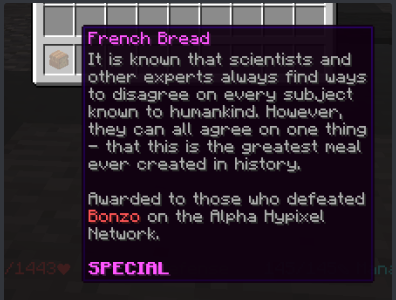 French Bread
It is known that scientists and
other experts always find ways
to disagree on every subject
known to humankind. However,
they can all agree on one thing
- that this is the greatest meal
ever created in history.
Awarded to those who defeated
Bonzo on the Alpha Hypixel
Network.
SPECIAL
/1443❤